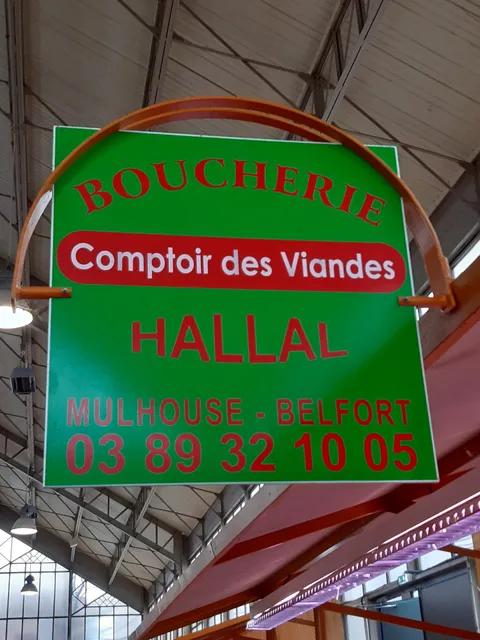 BOUCHERIE
Comptoir des Viandes
HALLAL
MULHOUSE - BELFORT
03 89 32 10 05